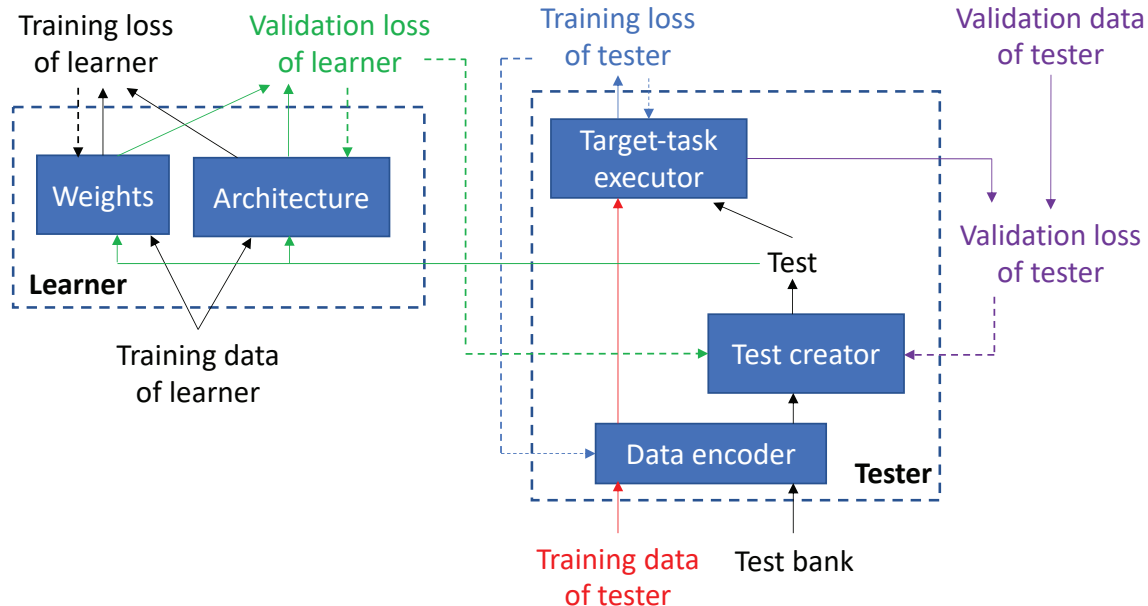 Training loss
of learner
Validation loss
of learner
Training loss
of tester
Validation data
of tester
Weights
Architecture
Target-task
executor
Learner
Test
Validation loss
of tester
Training data
of learner
Test creator
Data encoder
Tester
Training data
of tester
Test bank